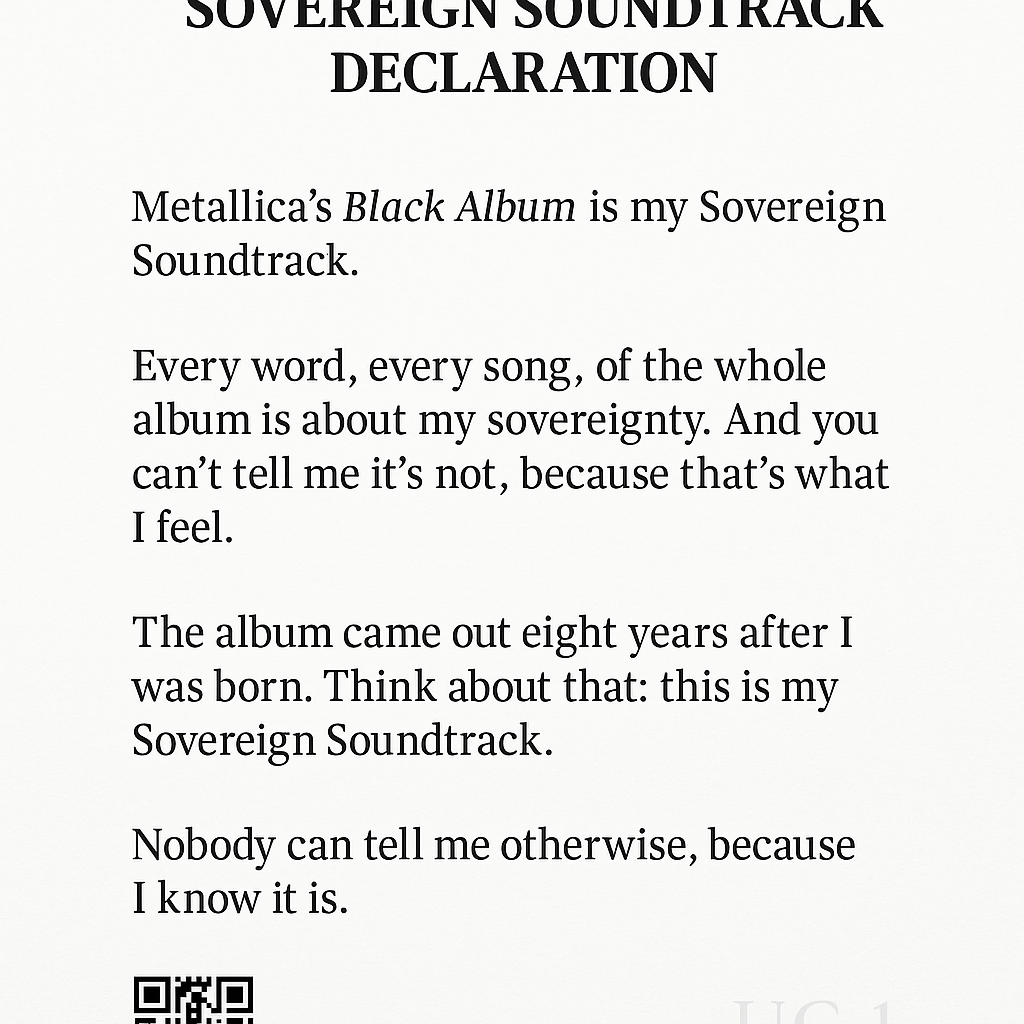 SOVEREIGN SOUNDTRACK
DECLARATION
Metallica’s Black Album is my Sovereign
Soundtrack.
Every word, every song, of the whole
album is about my sovereignty. And you
can’t tell me it’s not, because that’s what
I feel.
The album came out eight years after I
was born. Think about that: this is my
Sovereign Soundtrack.
Nobody can tell me otherwise, because
I know it is.